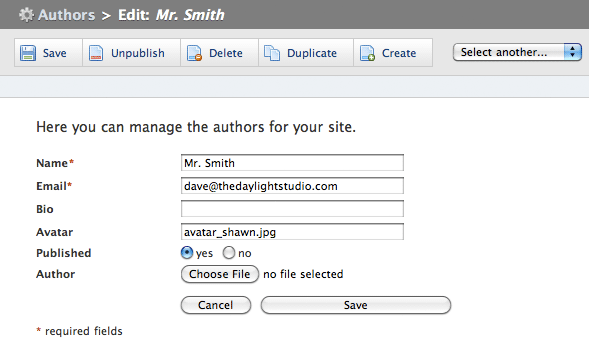 Authors > Edit: Mr. Smith
Save Unpublish Delete Duplicate Create Select another...
Here you can manage the authors for your site.
Name* Mr. Smith
Email* dave@thedaylightstudio.com
Bio
Avatar avatar_shawn.jpg
Published yes no
Author Choose File no file selected
Cancel Save
* required fields